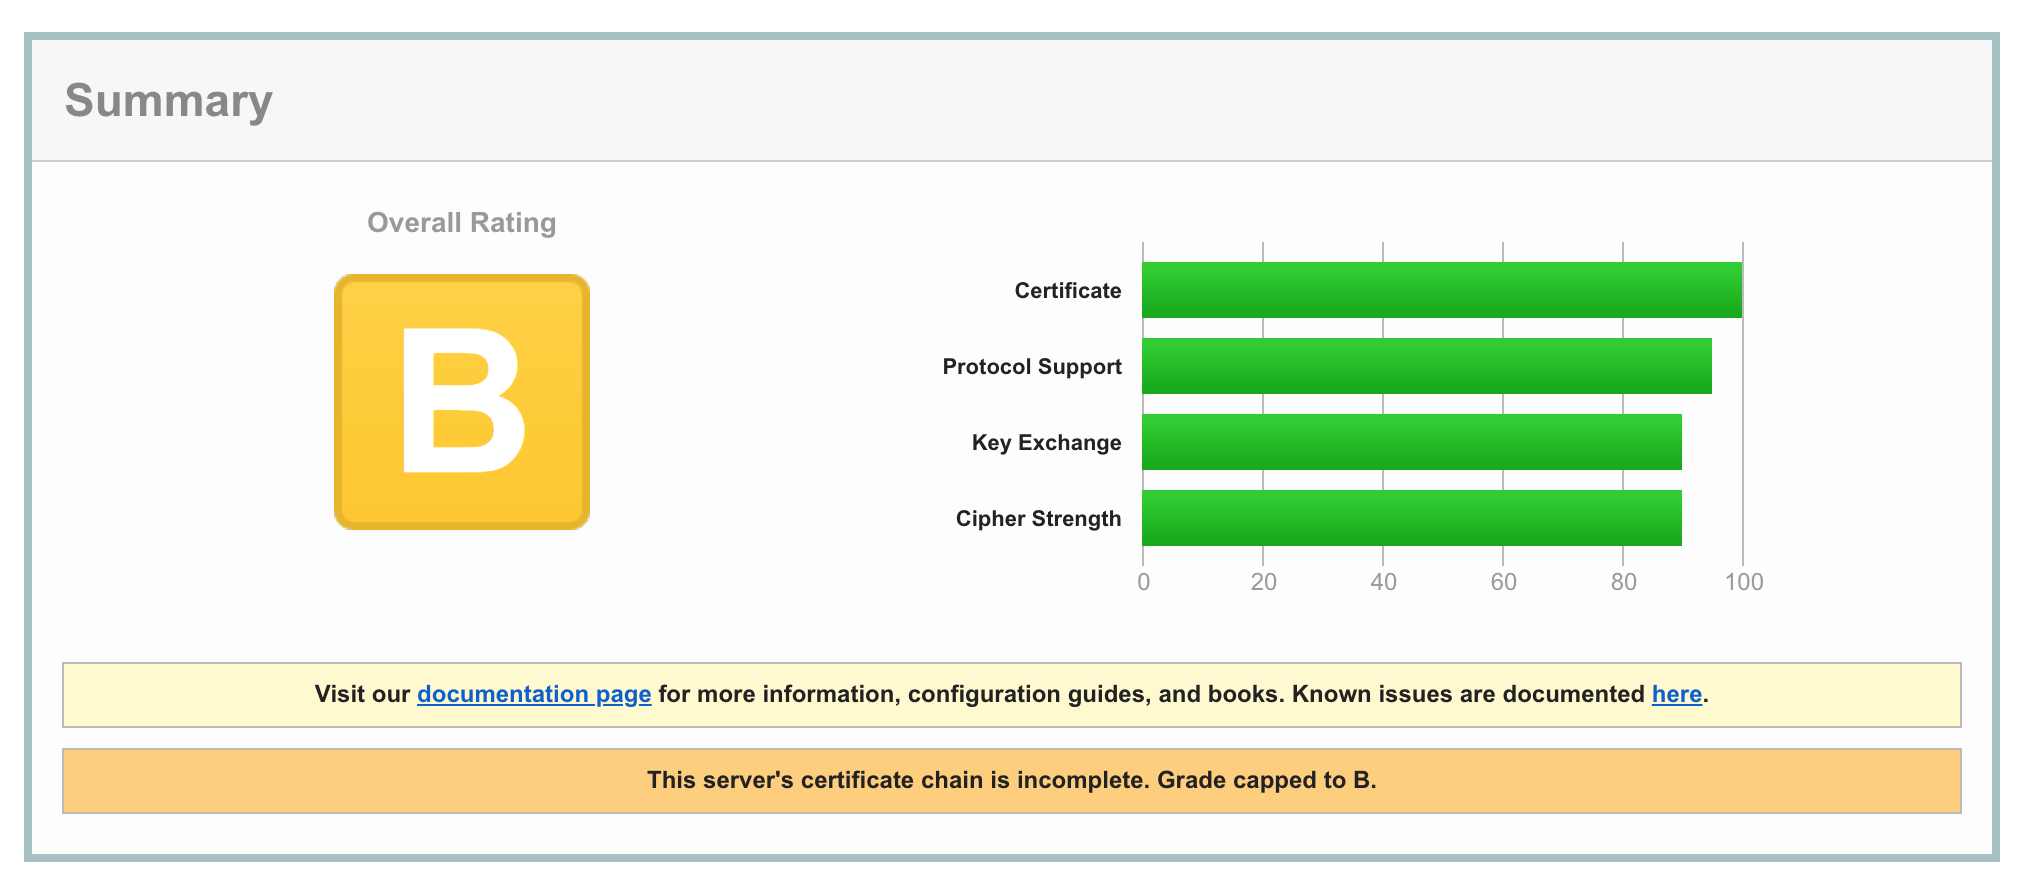 Summary
Overall Rating
B
Certificate
Protocol Support
Key Exchange
Cipher Strength
0 20 40 60 80 100
Visit our documentation page for more information, configuration guides, and books. Known issues are documented here.
This server's certificate chain is incomplete. Grade capped to B.